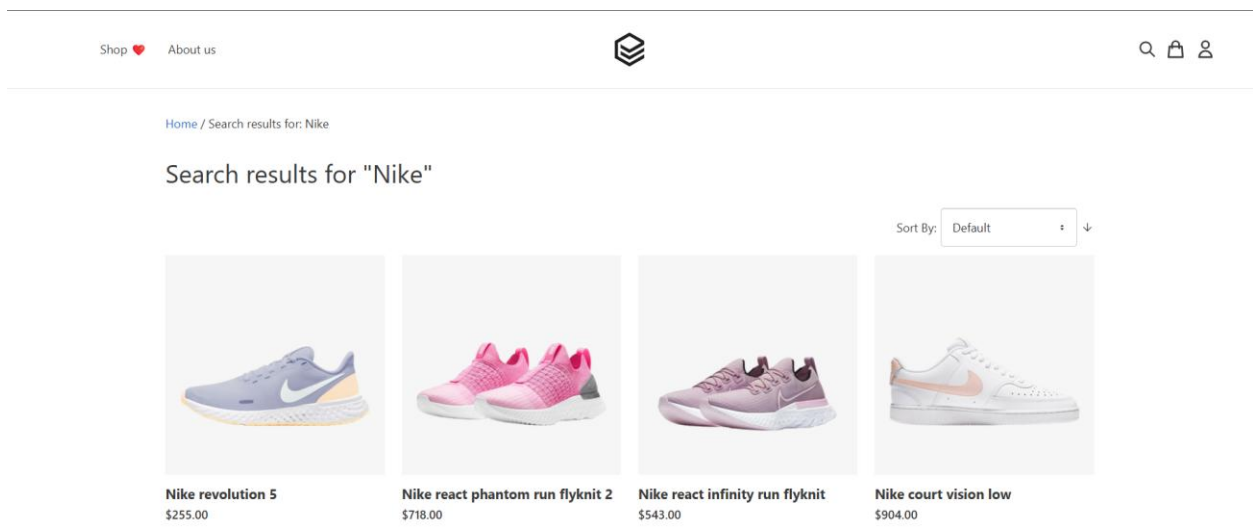 Shop ❤️ About us
Home / Search results for: Nike
Search results for "Nike"
Sort By: Default
Nike revolution 5 Nike react phantom run flyknit 2 Nike react infinity run flyknit Nike court vision low
$255.00 $718.00 $543.00 $904.00